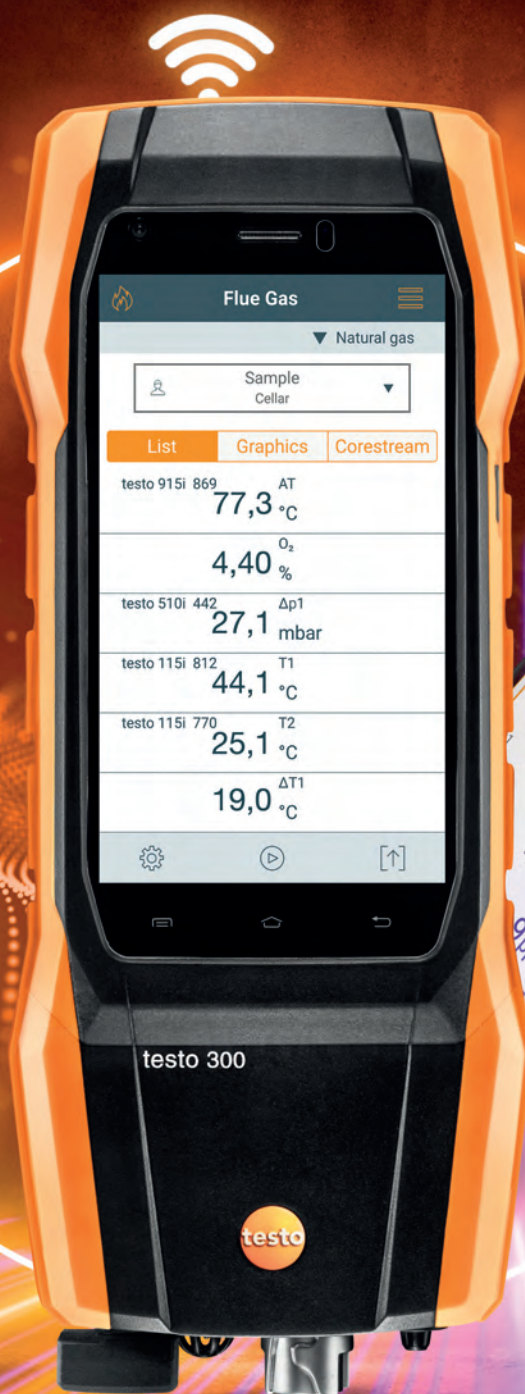 Flue Gas
▼ Natural gas
Sample
Cellar
List Graphics Corestream
testo 915i 869 AT
77,3 °C
O₂
4,40 %
testo 510i 442 Δp1
27,1 mbar
testo 115i 812 T1
44,1 °C
testo 115i 770 T2
25,1 °C
ΔT1
19,0 °C
testo 300
testo